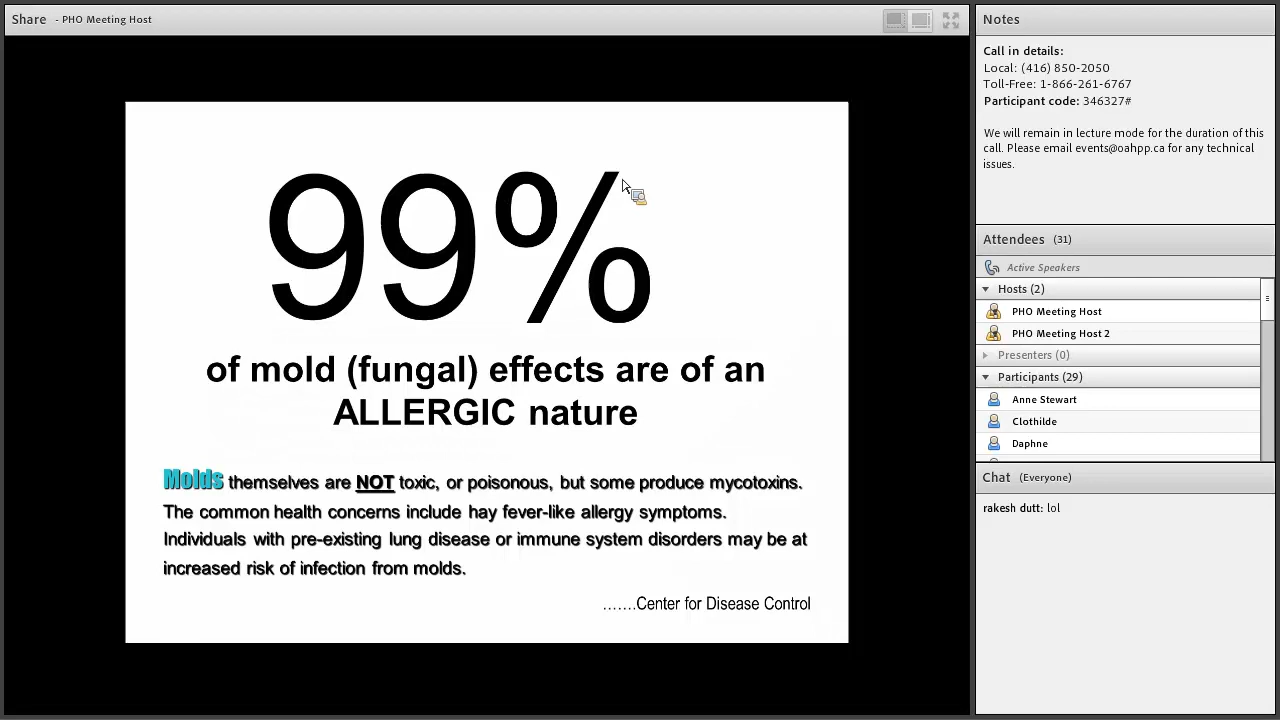 Share - PHO Meeting Host
99%
of mold (fungal) effects are of an
ALLERGIC nature
Molds themselves are NOT toxic, or poisonous, but some produce mycotoxins.
The common health concerns include hay fever-like allergy symptoms.
Individuals with pre-existing lung disease or immune system disorders may be at
increased risk of infection from molds.
.......Center for Disease Control
Notes
Call in details:
Local: (416) 850-2050
Toll-Free: 1-866-261-6767
Participant code: 346327#
We will remain in lecture mode for the duration of this
call. Please email events@oahpp.ca for any technical
issues.
Attendees (31)
Active Speakers
Hosts (2)
PHO Meeting Host
PHO Meeting Host 2
Presenters (0)
Participants (29)
Anne Stewart
Clothilde
Daphne
Chat (Everyone)
rakesh dutt: lol